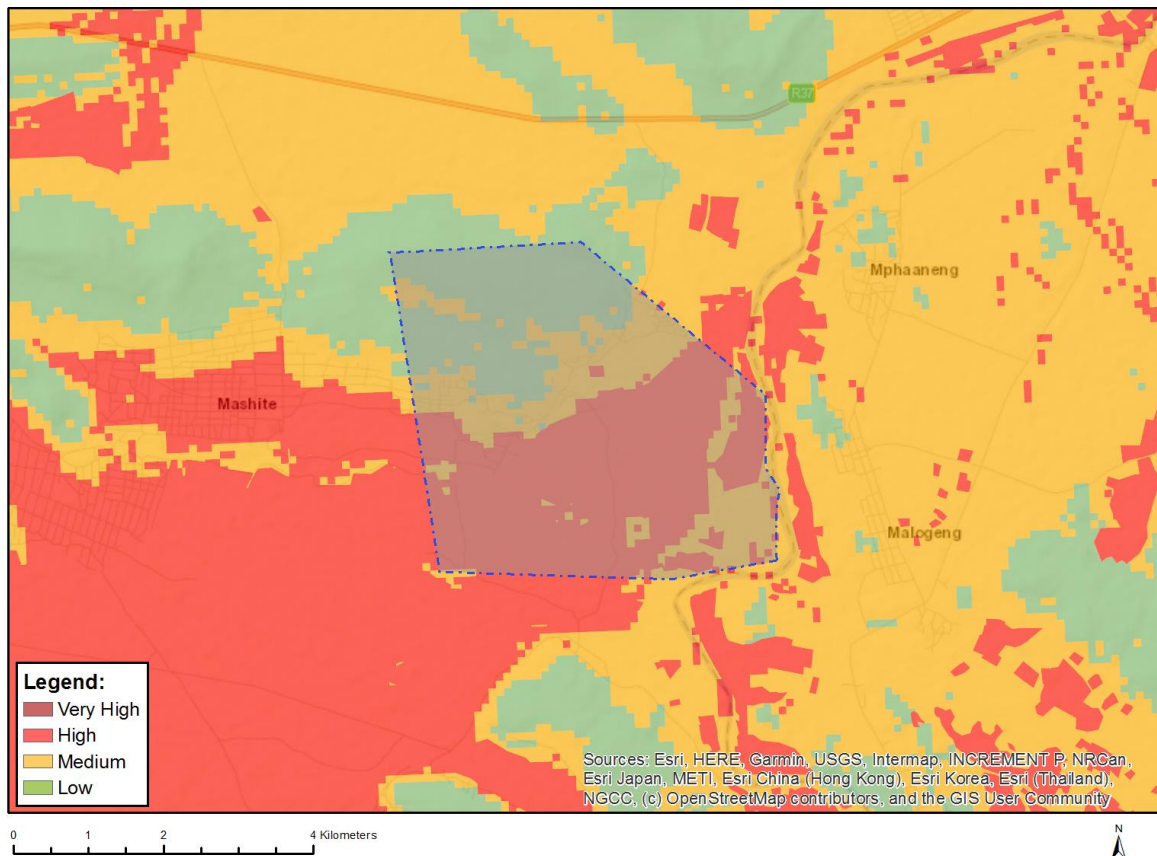 R37
Mphaaneng
Mashite
Malogeng
Legend:
Very High
High
Medium
Low
Sources: Esri, HERE, Garmin, USGS, Intermap, INCREMENT P, NRCan,
Esri Japan, METI, Esri China (Hong Kong), Esri Korea, Esri (Thailand),
NGCC, (c) OpenStreetMap contributors, and the GIS User Community
0 1 2 4 Kilometers
N